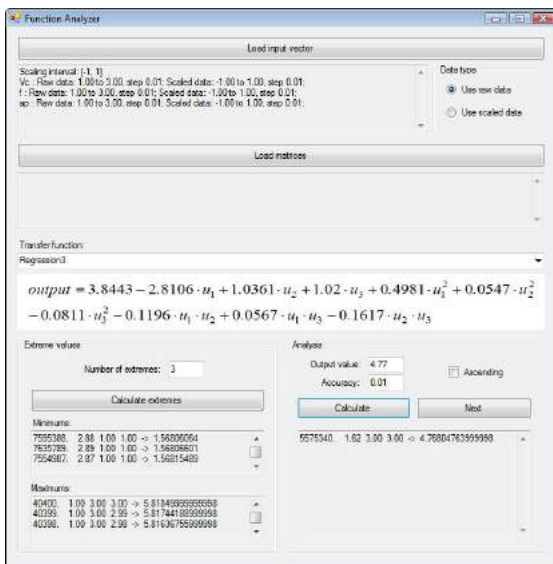 Function Analyzer
Load input vector
Scaling interval: [-1, 1]
Vc : Raw data: 1.00 to 3.00, step 0.01; Scaled data: -1.00 to 1.00, step 0.01;
f : Raw data: 1.00 to 3.00, step 0.01; Scaled data: -1.00 to 1.00, step 0.01;
ap : Raw data: 1.00 to 3.00, step 0.01; Scaled data: -1.00 to 1.00, step 0.01;
Data type
Use raw data
Use scaled data
Load matrices
Transfer function:
Regression3
output = 3.8443 − 2.8106 · u₁ + 1.0361 · u₂ + 1.02 · u₃ + 0.4981 · u₁² + 0.0547 · u₂²
− 0.0811 · u₃² − 0.1196 · u₁ · u₂ + 0.0567 · u₁ · u₃ − 0.1617 · u₂ · u₃
Extreme values
Number of extremes: 3
Calculate extremes
Minimums:
7595388. 2.88 1.00 1.00 -> 1.56806064
7635789. 2.89 1.00 1.00 -> 1.56806601
7554987. 2.87 1.00 1.00 -> 1.56815489
Maximums:
40400. 1.00 3.00 3.00 -> 5.81849999999998
40399. 1.00 3.00 2.99 -> 5.81744188999998
40398. 1.00 3.00 2.98 -> 5.81636755999998
Analysis
Output value: 4.77
Accuracy: 0.01
Ascending
Calculate
Next
5575340. 1.62 3.00 3.00 -> 4.76804763999998